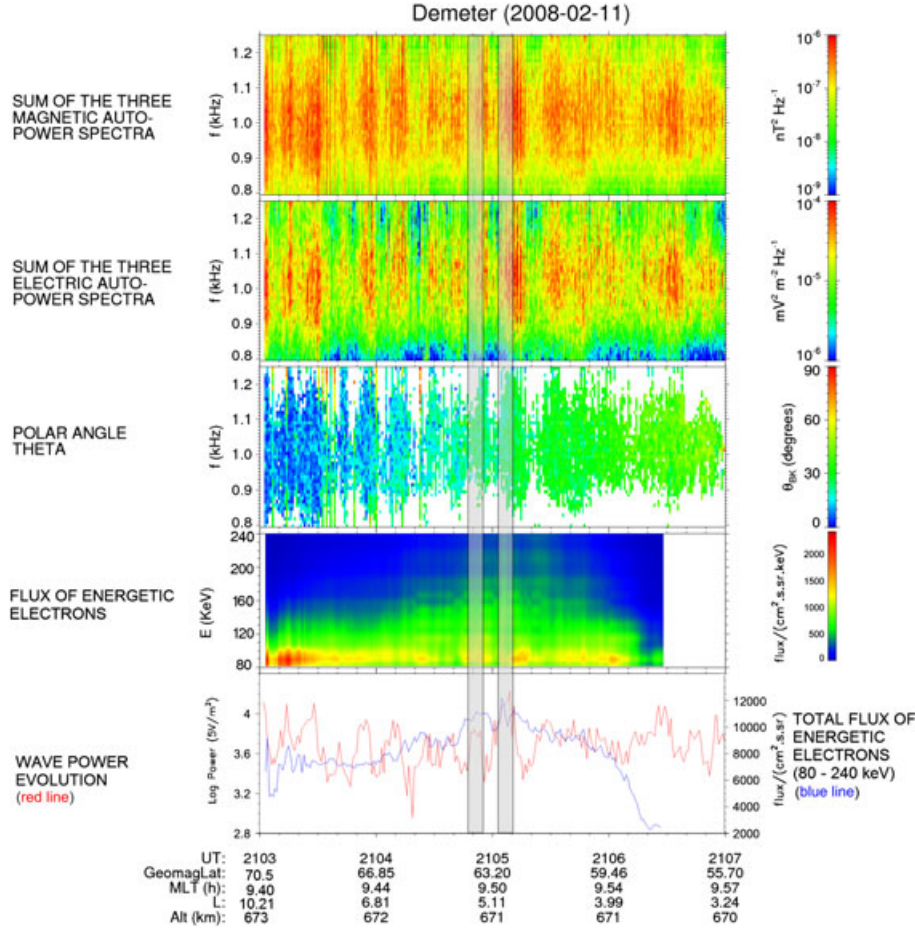 Demeter (2008-02-11)
SUM OF THE THREE
MAGNETIC AUTO-
POWER SPECTRA
f (kHz)
1.2
1.1
1.0
0.9
0.8
10⁻⁶
10⁻⁷
10⁻⁸
10⁻⁹
nT² Hz⁻¹
SUM OF THE THREE
ELECTRIC AUTO-
POWER SPECTRA
f (kHz)
1.2
1.1
1.0
0.9
0.8
10⁻⁴
10⁻⁵
10⁻⁶
mV² m⁻² Hz⁻¹
POLAR ANGLE
THETA
f (kHz)
1.2
1.1
1.0
0.9
0.8
90
60
30
0
θBK (degrees)
FLUX OF ENERGETIC
ELECTRONS
E (KeV)
240
200
160
120
80
2000
1500
1000
500
0
flux/(cm².s.sr.keV)
WAVE POWER
EVOLUTION
(red line)
Log Power (5V/m²)
4
3.6
3.2
2.8
12000
10000
8000
6000
4000
2000
flux/(cm².s.sr)
TOTAL FLUX OF
ENERGETIC
ELECTRONS
(80 - 240 keV)
(blue line)
UT: 2103 2104 2105 2106 2107
GeomagLat: 70.5 66.85 63.20 59.46 55.70
MLT (h): 9.40 9.44 9.50 9.54 9.57
L: 10.21 6.81 5.11 3.99 3.24
Alt (km): 673 672 671 671 670